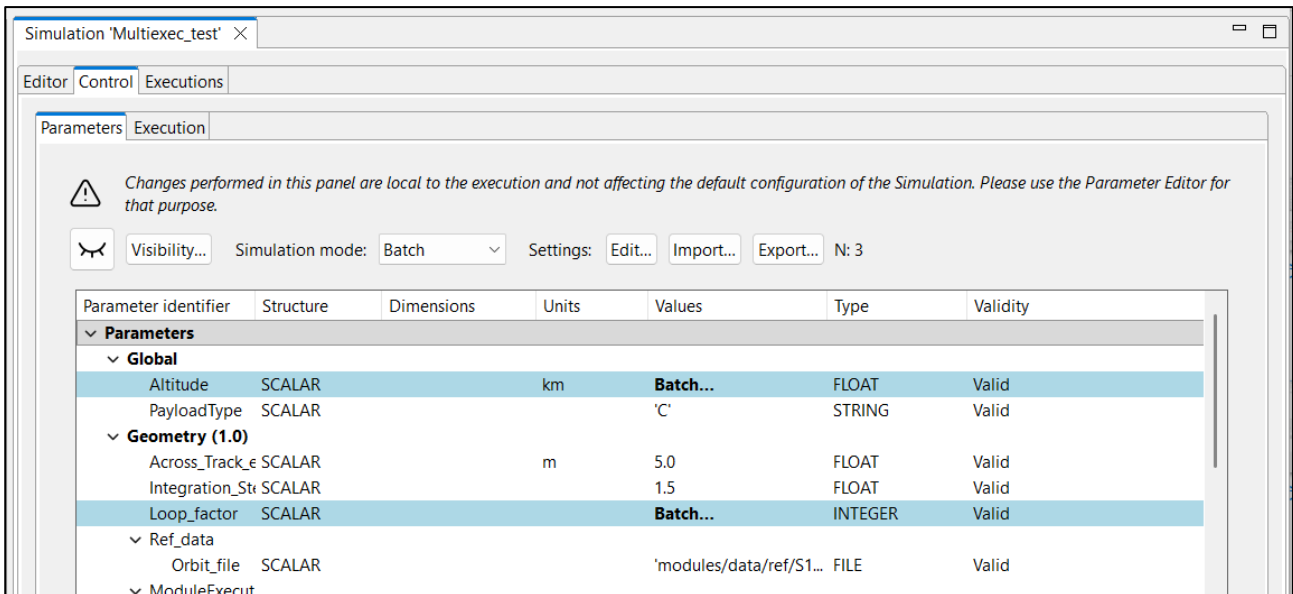 Simulation 'Multiexec_test'
Editor Control Executions
Parameters Execution
Changes performed in this panel are local to the execution and not affecting the default configuration of the Simulation. Please use the Parameter Editor for
that purpose.
Visibility... Simulation mode: Batch Settings: Edit... Import... Export... N: 3
Parameter identifier Structure Dimensions Units Values Type Validity
Parameters
Global
Altitude SCALAR km Batch... FLOAT Valid
PayloadType SCALAR 'C' STRING Valid
Geometry (1.0)
Across_Track_e SCALAR m 5.0 FLOAT Valid
Integration_Ste SCALAR 1.5 FLOAT Valid
Loop_factor SCALAR Batch... INTEGER Valid
Ref_data
Orbit_file SCALAR 'modules/data/ref/S1... FILE Valid
ModuleExecut